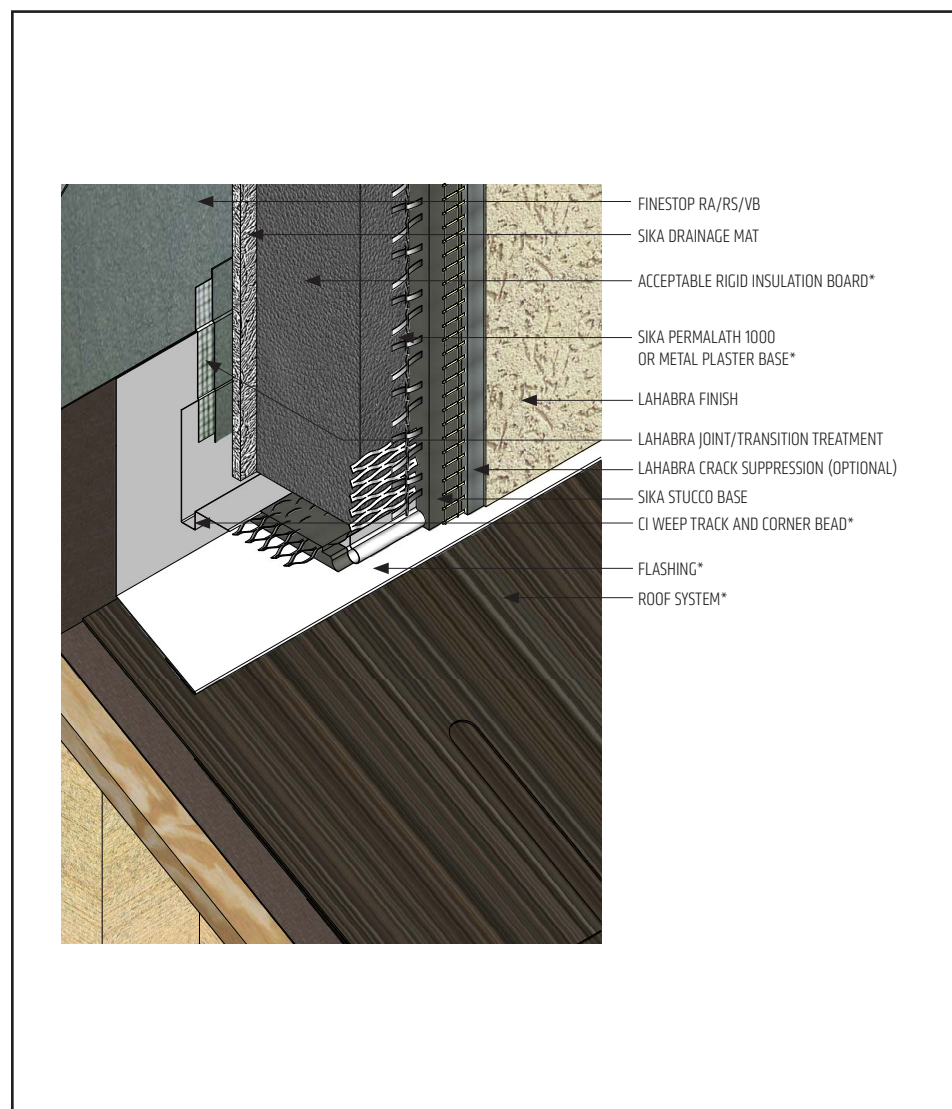 FINESTOP RA/RS/VB
SIKA DRAINAGE MAT
ACCEPTABLE RIGID INSULATION BOARD*
SIKA PERMALATH 1000
OR METAL PLASTER BASE*
LAHABRA FINISH
LAHABRA JOINT/TRANSITION TREATMENT
LAHABRA CRACK SUPPRESSION (OPTIONAL)
SIKA STUCCO BASE
CI WEEP TRACK AND CORNER BEAD*
FLASHING*
ROOF SYSTEM*